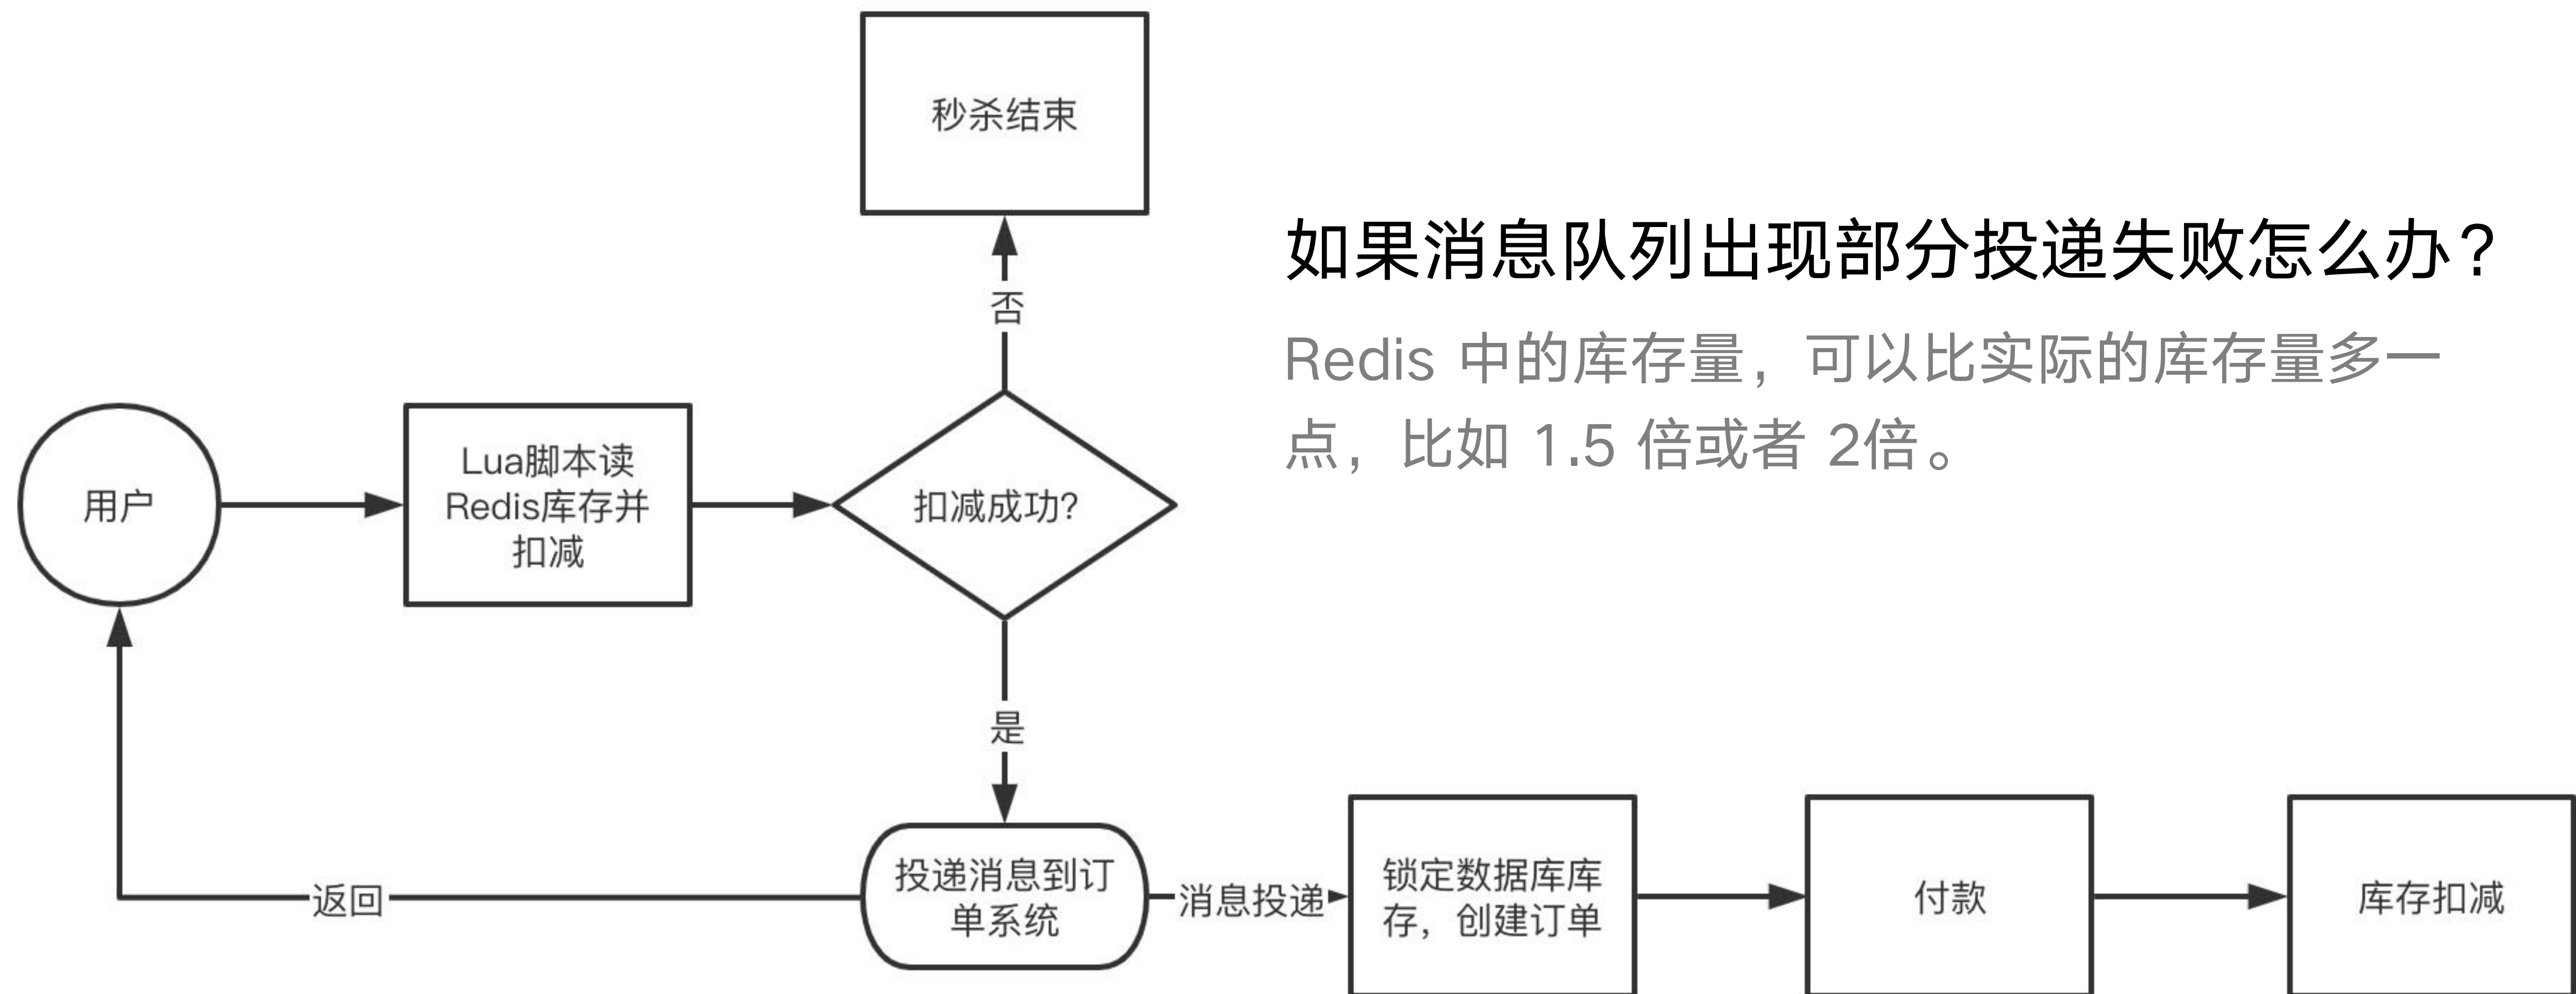 秒杀结束
如果消息队列出现部分投递失败怎么办？
否
Redis 中的库存量，可以比实际的库存量多一
点，比如 1.5 倍或者 2倍。
用户
Lua脚本读
Redis库存并
扣减
扣减成功?
是
返回
投递消息到订
单系统
消息投递
锁定数据库库
存，创建订单
付款
库存扣减